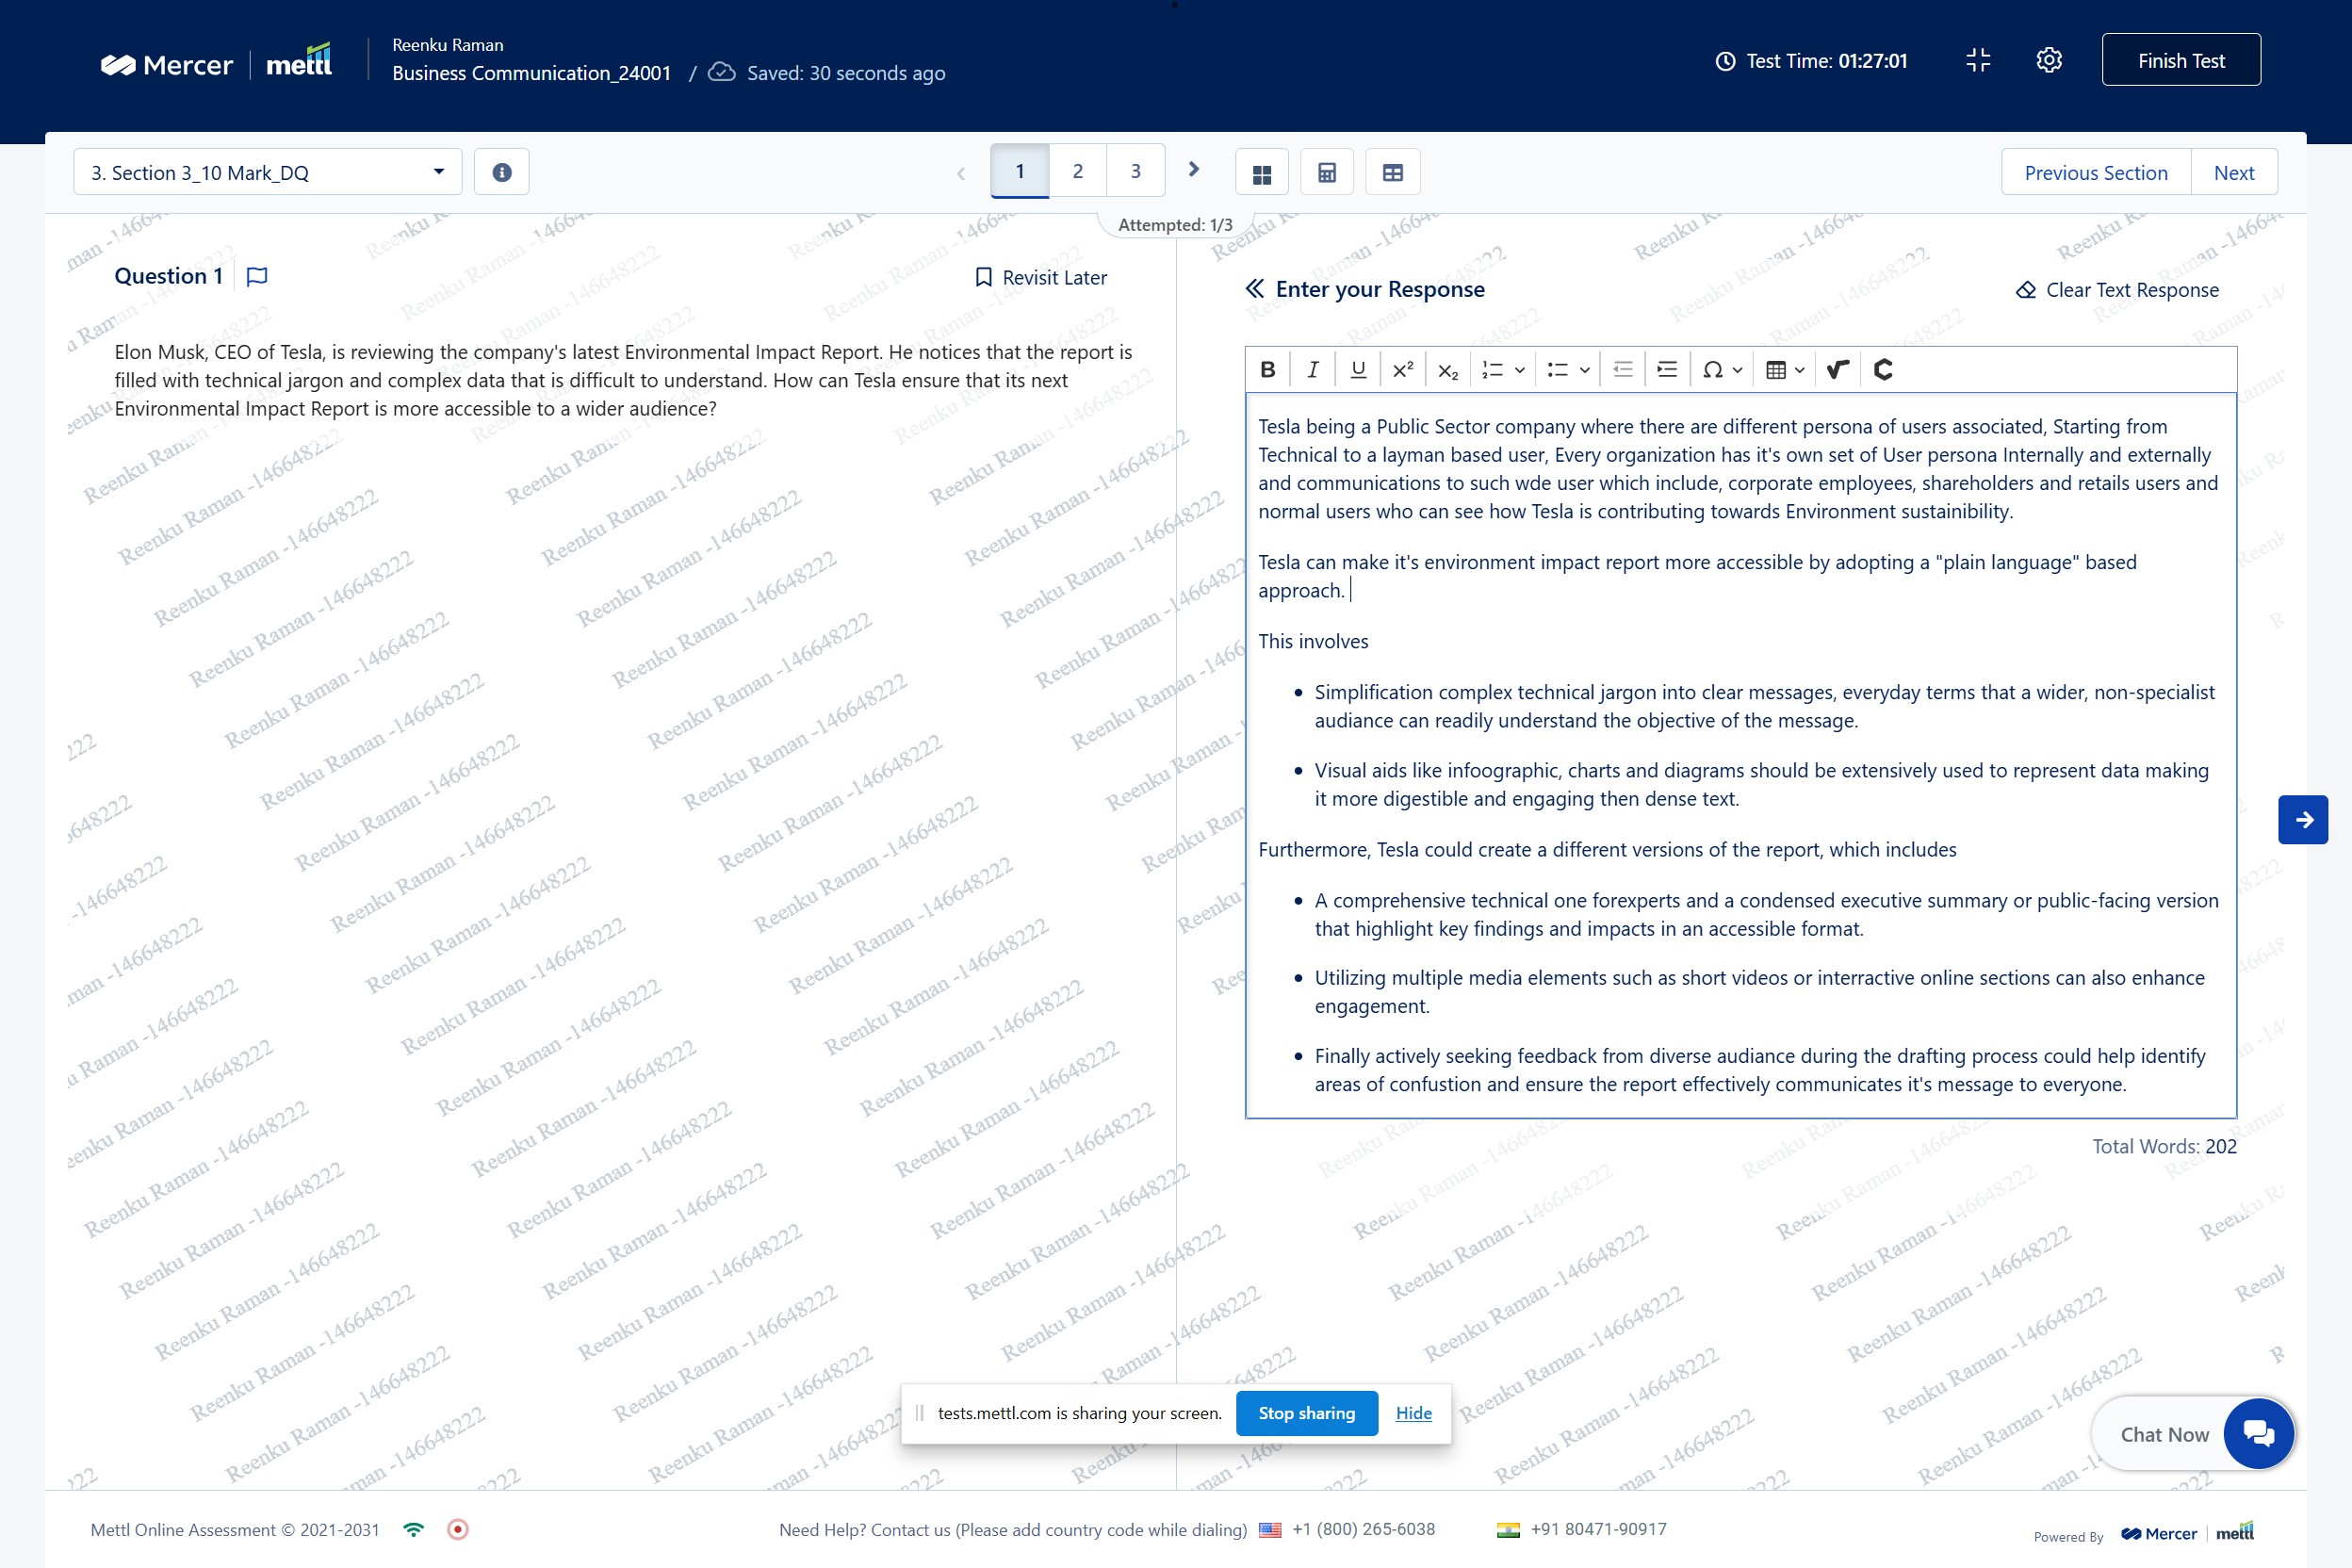 Mercer | mettl
Reenku Raman
Business Communication_24001 / Saved: 30 seconds ago
Test Time: 01:27:01
Finish Test
3. Section 3_10 Mark_DQ
1 2 3
Previous Section
Next
Attempted: 1/3
Question 1
Revisit Later
Elon Musk, CEO of Tesla, is reviewing the company's latest Environmental Impact Report. He notices that the report is
filled with technical jargon and complex data that is difficult to understand. How can Tesla ensure that its next
Environmental Impact Report is more accessible to a wider audience?
Enter your Response
Clear Text Response
B I U x² x₂ Ω
Tesla being a Public Sector company where there are different persona of users associated, Starting from
Technical to a layman based user, Every organization has it's own set of User persona Internally and externally
and communications to such wde user which include, corporate employees, shareholders and retails users and
normal users who can see how Tesla is contributing towards Environment sustainibility.
Tesla can make it's environment impact report more accessible by adopting a "plain language" based
approach.
This involves
• Simplification complex technical jargon into clear messages, everyday terms that a wider, non-specialist
audiance can readily understand the objective of the message.
• Visual aids like infoographic, charts and diagrams should be extensively used to represent data making
it more digestible and engaging then dense text.
Furthermore, Tesla could create a different versions of the report, which includes
• A comprehensive technical one forexperts and a condensed executive summary or public-facing version
that highlight key findings and impacts in an accessible format.
• Utilizing multiple media elements such as short videos or interractive online sections can also enhance
engagement.
• Finally actively seeking feedback from diverse audiance during the drafting process could help identify
areas of confustion and ensure the report effectively communicates it's message to everyone.
Total Words: 202
Reenku Raman -146648222
tests.mettl.com is sharing your screen.
Stop sharing
Hide
Chat Now
Mettl Online Assessment © 2021-2031
Need Help? Contact us (Please add country code while dialing) +1 (800) 265-6038 +91 80471-90917
Powered By Mercer | mettl